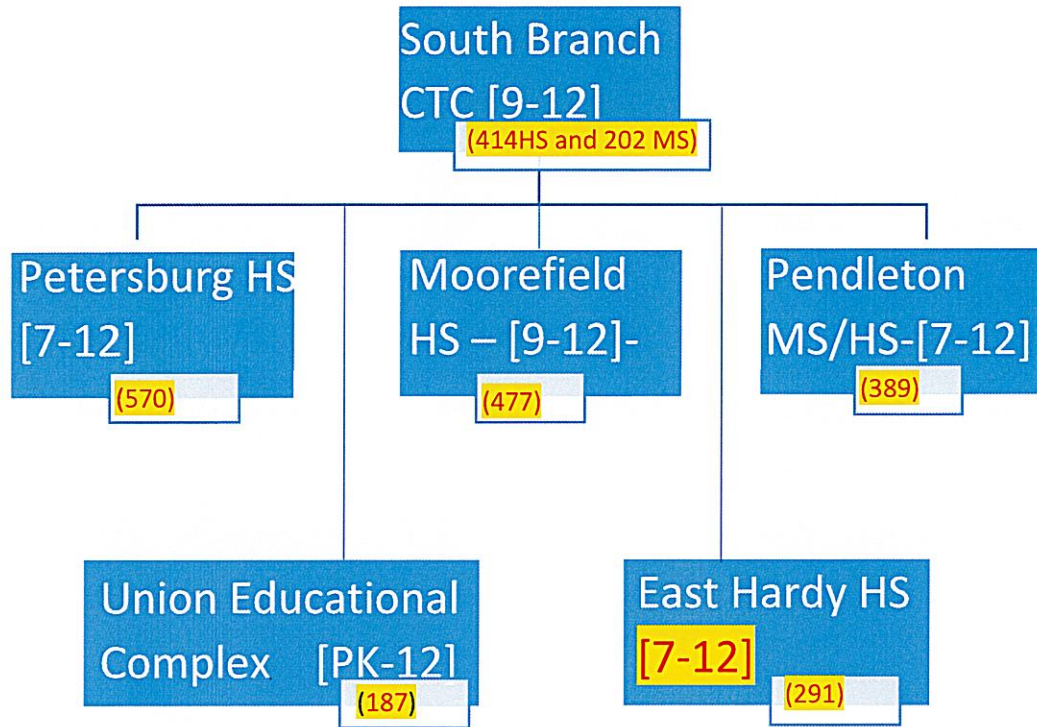 South Branch
CTC [9-12]
(414HS and 202 MS)
Petersburg HS
[7-12]
(570)
Moorefield
HS – [9-12]-
(477)
Pendleton
MS/HS-[7-12]
(389)
Union Educational
Complex [PK-12]
(187)
East Hardy HS
[7-12]
(291)